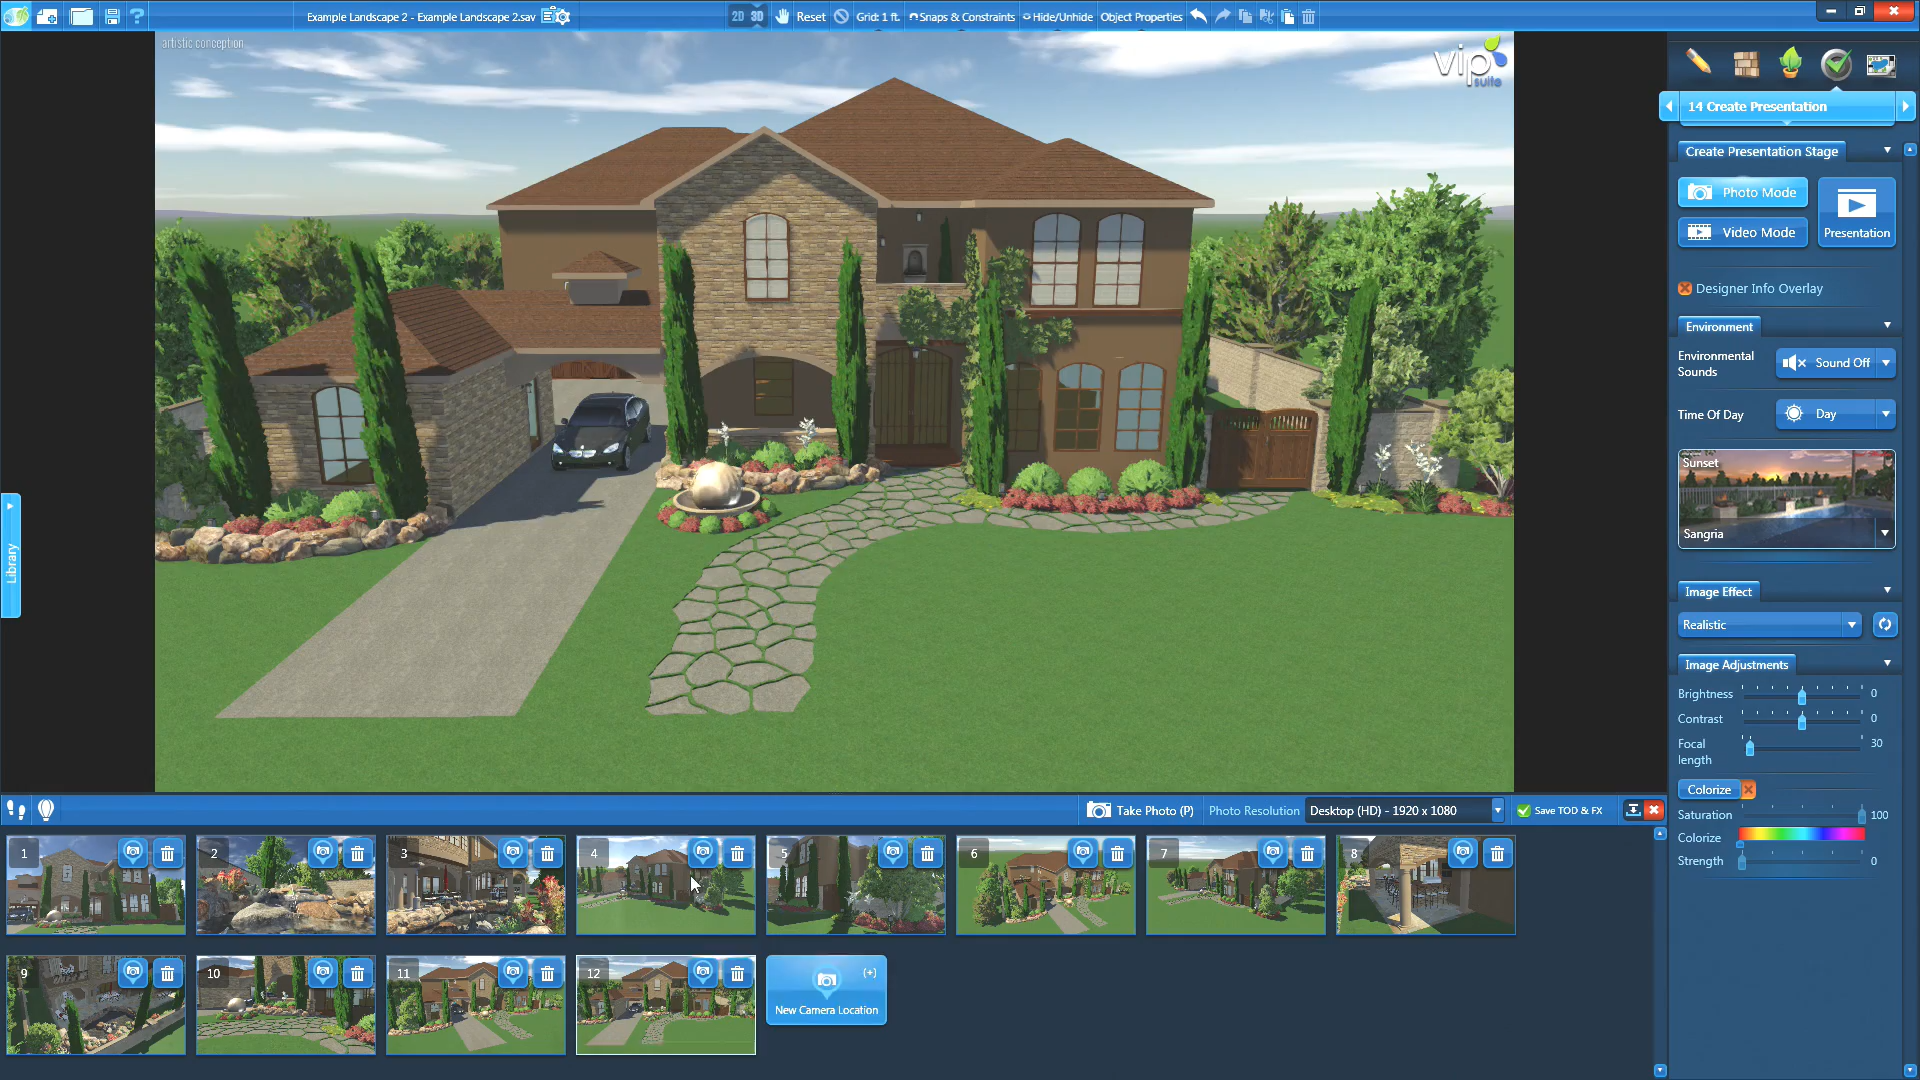 Example Landscape 2 - Example Landscape 2.sav
2D 3D Reset Grid: 1 ft. Snaps & Constraints Hide/Unhide Object Properties
artistic conception
vip suite
14 Create Presentation
Create Presentation Stage
Photo Mode
Video Mode
Presentation
Designer Info Overlay
Environment
Environmental Sounds
Sound Off
Time Of Day
Day
Sunset
Sangria
Image Effect
Realistic
Image Adjustments
Brightness 0
Contrast 0
Focal length 30
Colorize
Saturation 100
Colorize
Strength 0
Library
Take Photo (P) Photo Resolution Desktop (HD) - 1920 x 1080 Save TOD & FX
1 2 3 4 5 6 7 8
9 10 11 12
(+)
New Camera Location